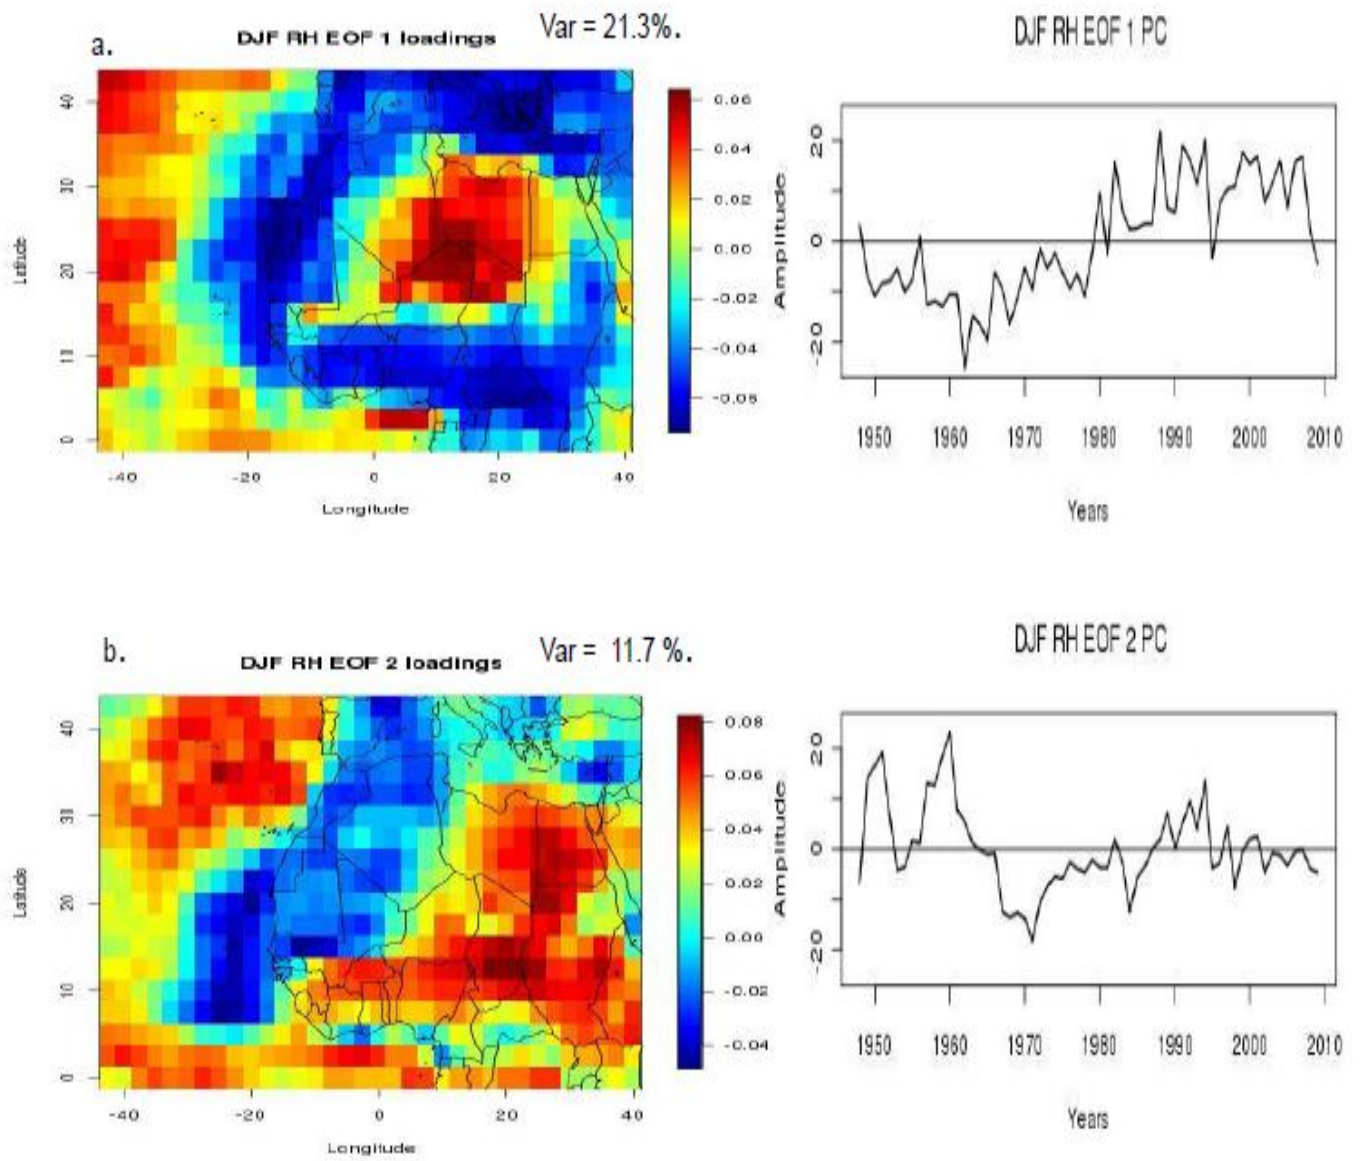 a.
DJF RH EOF 1 loadings
Var = 21.3%.
DJF RH EOF 1 PC
40
30
20
10
0
Latitude
-40 -20 0 20 40
Longitude
0.06
0.04
0.02
0.00
-0.02
-0.04
-0.06
Amplitude
20
0
-20
1950 1960 1970 1980 1990 2000 2010
Years
b.
DJF RH EOF 2 loadings
Var = 11.7 %.
DJF RH EOF 2 PC
40
30
20
10
0
Latitude
-40 -20 0 20 40
Longitude
0.08
0.06
0.04
0.02
0.00
-0.02
-0.04
Amplitude
20
0
-20
1950 1960 1970 1980 1990 2000 2010
Years